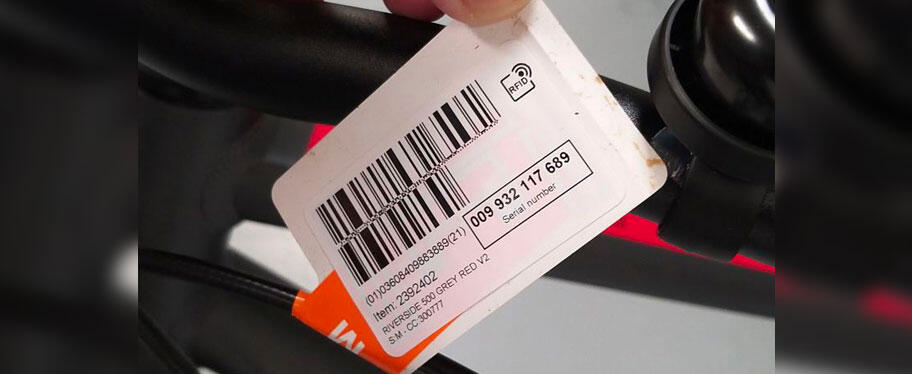 RFID
009 932 117 689
Serial number
(01)03608409883889(21)
Item: 2392402
RIVERSIDE 500 GREY RED V2
S.M - CC:300777
M